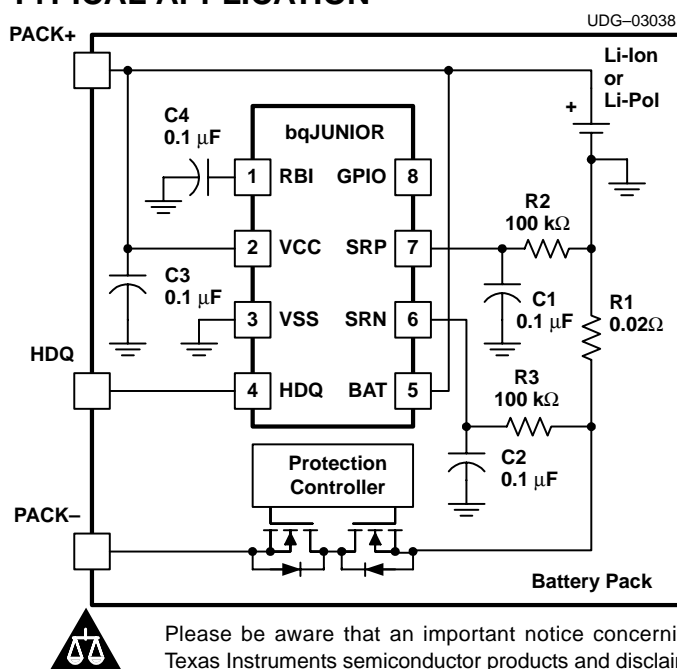 UDG–03038
PACK+
Li-Ion
or
Li-Pol
+
C4
0.1 μF
bqJUNIOR
1 RBI GPIO 8
R2
100 kΩ
2 VCC SRP 7
C3
0.1 μF
C1
0.1 μF
R1
0.02Ω
3 VSS SRN 6
HDQ
4 HDQ BAT 5
R3
100 kΩ
C2
0.1 μF
Protection
Controller
PACK–
Battery Pack
Please be aware that an important notice concerni
Texas Instruments semiconductor products and disclai